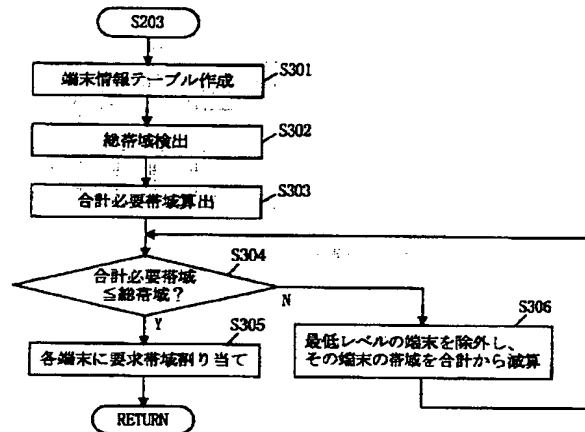 S203
端末情報テーブル作成
S301
総帯域検出
S302
合計必要帯域算出
S303
合計必要帯域
≦総帯域？
S304
N
Y
各端末に要求帯域割り当て
S305
最低レベルの端末を除外し、
その端末の帯域を合計から減算
S306
RETURN